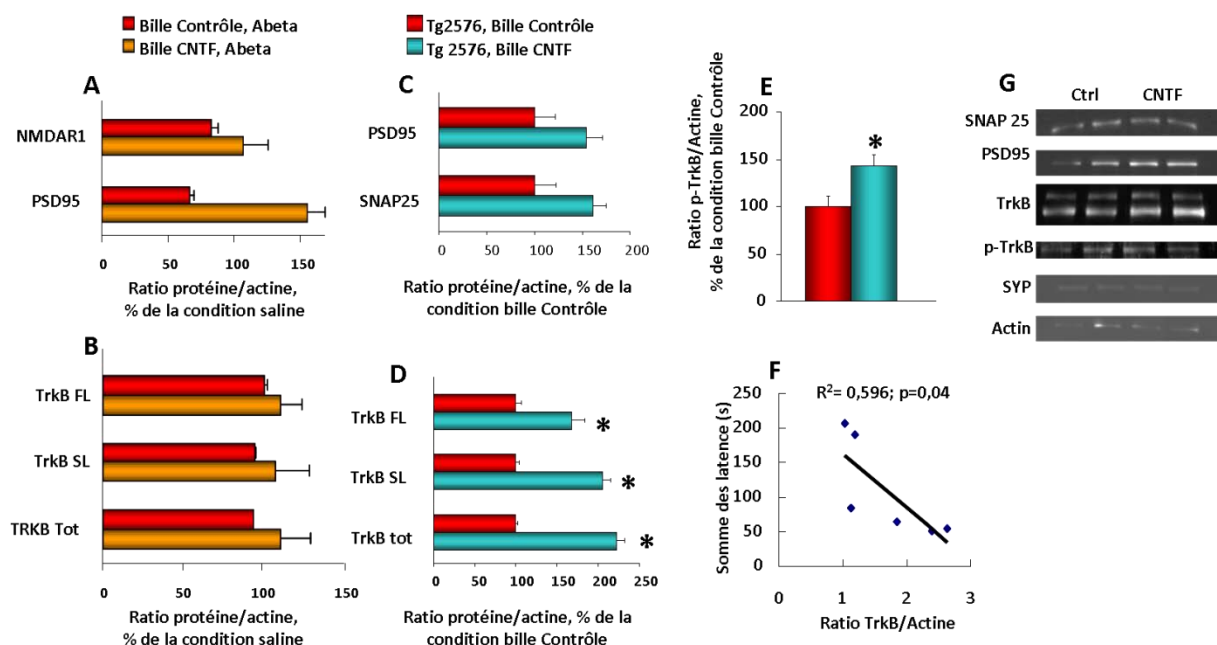 Bille Contrôle, Abeta
Bille CNTF, Abeta
Tg2576, Bille Contrôle
Tg 2576, Bille CNTF
A
NMDAR1
PSD95
0 50 100 150
Ratio protéine/actine,
% de la condition saline
B
TrkB FL
TrkB SL
TRKB Tot
0 50 100 150
Ratio protéine/actine,
% de la condition saline
C
PSD95
SNAP25
0 50 100 150 200
Ratio protéine/actine, % de la
condition bille Contrôle
D
TrkB FL
*
TrkB SL
*
TrkB tot
*
0 50 100 150 200 250
Ratio protéine/actine, % de la
condition bille Contrôle
E
Ratio p-TrkB/Actine,
% de la condition bille Contrôle
200
150
100
50
0
*
F
R²= 0,596; p=0,04
Somme des latence (s)
250
200
150
100
50
0
0 1 2 3
Ratio TrkB/Actine
G
Ctrl CNTF
SNAP 25
PSD95
TrkB
p-TrkB
SYP
Actin